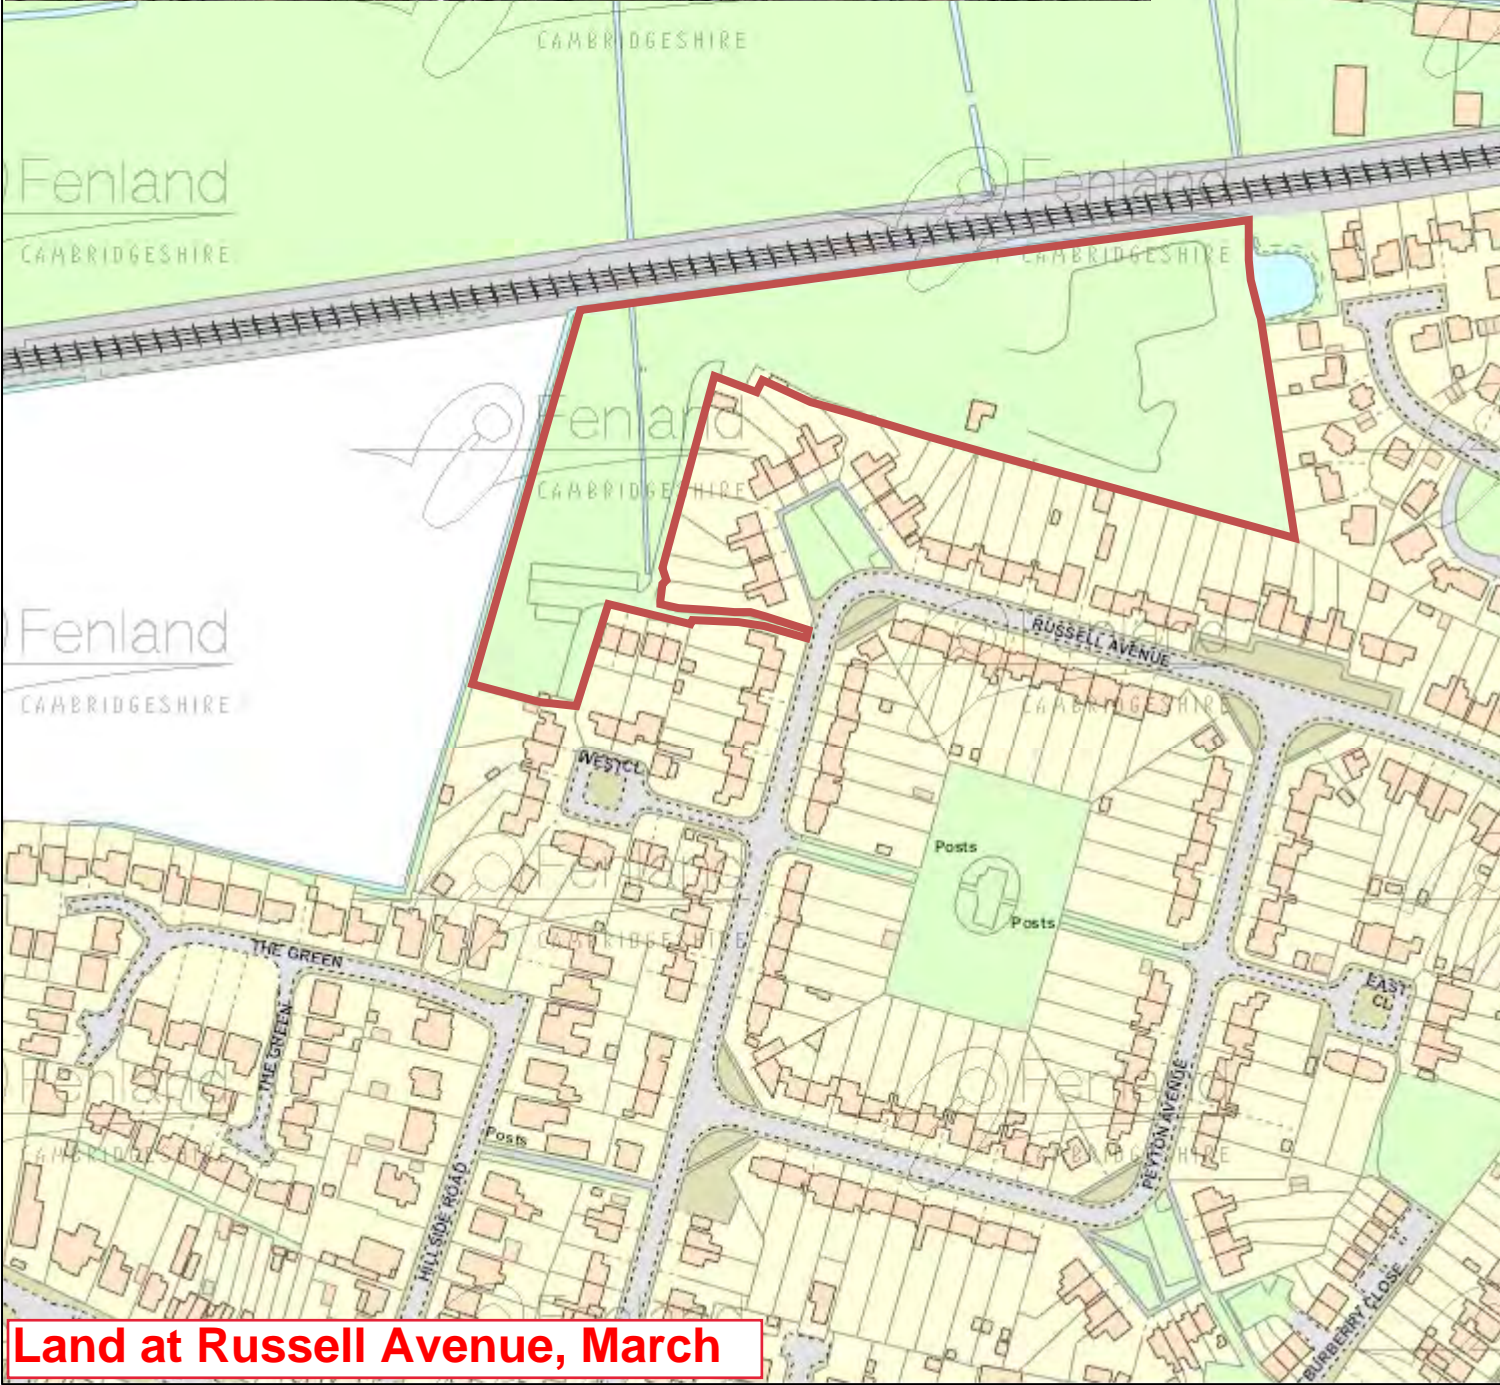 CAMBRIDGESHIRE
Fenland
Fenland
CAMBRIDGESHIRE
CAMBRIDGESHIRE
Fenland
CAMBRIDGESHIRE
Fenland
Fenland
CAMBRIDGESHIRE
CAMBRIDGESHIRE
RUSSELL AVENUE
WEST CL
Posts
Fenland
Posts
CAMBRIDGESHIRE
THE GREEN
EAST
CL
THE GREEN
Fenland
Fenland
PEYTON AVENUE
Posts
CAMBRIDGESHIRE
CAMBRIDGESHIRE
HILLSIDE ROAD
BURBERRY CLOSE
Fenland
Land at Russell Avenue, March